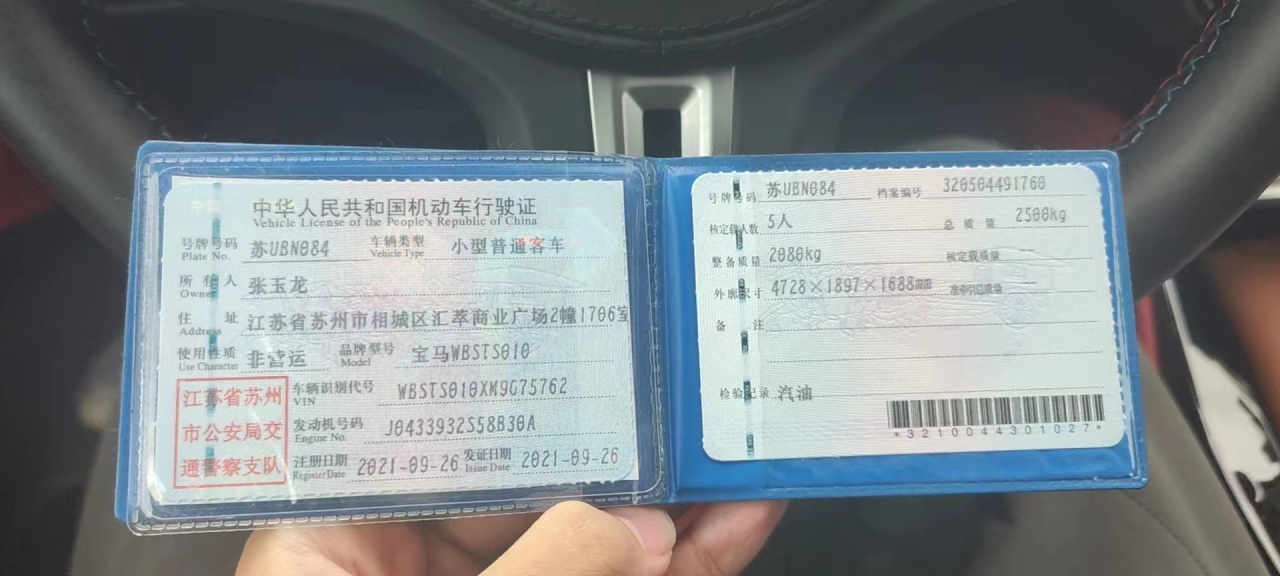 中华人民共和国机动车行驶证
Vehicle License of the People's Republic of China
号牌号码 苏UBN084 车辆类型 小型普通客车
Plate No. Vehicle Type
所有人 张玉龙
Owner
住址 江苏省苏州市相城区汇萃商业广场2幢1706室
Address
使用性质 非营运 品牌型号 宝马WBSTS010
Use Character Model
江苏省苏州
市公安局交
通警察支队
车辆识别代号 WBSTS010XM9G75762
VIN
发动机号码 J0433932S58B30A
Engine No.
注册日期 2021-09-26 发证日期 2021-09-26
Register Date Issue Date
号牌号码 苏UBN084 档案编号 320504491760
核定载人数 5人 总质量 2500kg
整备质量 2080kg 核定载质量
外廓尺寸 4728×1897×1688mm 准牵引总质量
备注
检验记录 汽油
*3210044301027*